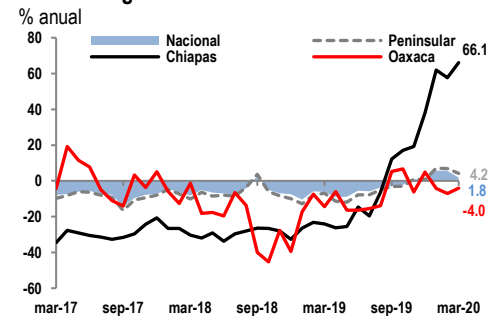 % anual
Nacional
Peninsular
Chiapas
Oaxaca
80
60
40
20
0
-20
-40
-60
66.1
4.2
1.8
-4.0
mar-17
sep-17
mar-18
sep-18
mar-19
sep-19
mar-20